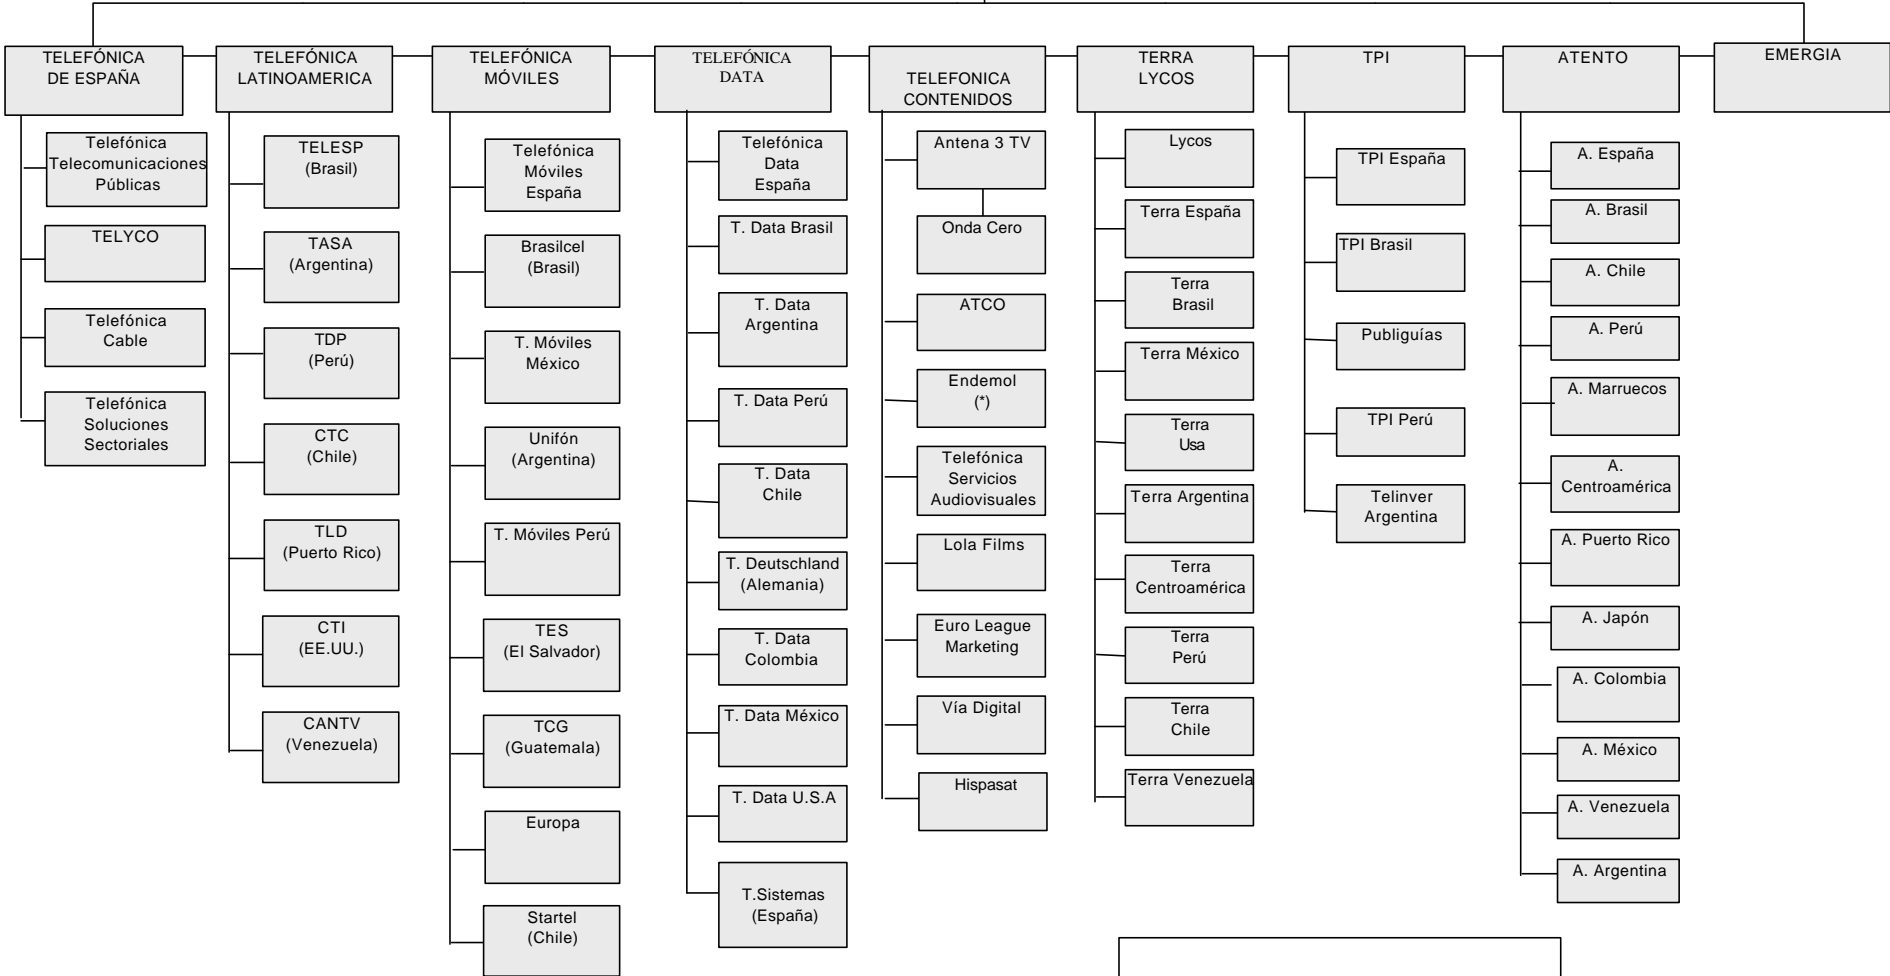 TELEFÓNICA
DE ESPAÑA
Telefónica
Telecomunicaciones
Públicas
TELYCO
Telefónica
Cable
Telefónica
Soluciones
Sectoriales
TELEFÓNICA
LATINOAMERICA
TELESP
(Brasil)
TASA
(Argentina)
TDP
(Perú)
CTC
(Chile)
TLD
(Puerto Rico)
CTI
(EE.UU.)
CANTV
(Venezuela)
TELEFÓNICA
MÓVILES
Telefónica
Móviles
España
Brasilcel
(Brasil)
T. Móviles
México
Unifón
(Argentina)
T. Móviles Perú
TES
(El Salvador)
TCG
(Guatemala)
Europa
Startel
(Chile)
TELEFÓNICA
DATA
Telefónica
Data
España
T. Data Brasil
T. Data
Argentina
T. Data Perú
T. Data
Chile
T. Deutschland
(Alemania)
T. Data
Colombia
T. Data México
T. Data U.S.A
T.Sistemas
(España)
TELEFONICA
CONTENIDOS
Antena 3 TV
Onda Cero
ATCO
Endemol
(*)
Telefónica
Servicios
Audiovisuales
Lola Films
Euro League
Marketing
Vía Digital
Hispasat
TERRA
LYCOS
Lycos
Terra España
Terra
Brasil
Terra México
Terra
Usa
Terra Argentina
Terra
Centroamérica
Terra
Perú
Terra
Chile
Terra Venezuela
TPI
TPI España
TPI Brasil
Publiguías
TPI Perú
Telinver
Argentina
ATENTO
A. España
A. Brasil
A. Chile
A. Perú
A. Marruecos
A.
Centroamérica
A. Puerto Rico
A. Japón
A. Colombia
A. México
A. Venezuela
A. Argentina
EMERGIA